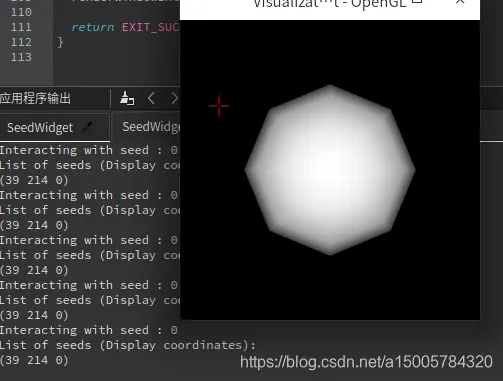 110
111 return EXIT_SUC
112 }
113
Visualizat…t - OpenGL
应用程序输出
SeedWidget
SeedWidg
Interacting with seed : 0
List of seeds (Display coo
(39 214 0)
Interacting with seed : 0
List of seeds (Display coo
(39 214 0)
Interacting with seed : 0
List of seeds (Display coo
(39 214 0)
Interacting with seed : 0
List of seeds (Display coo
(39 214 0)
Interacting with seed : 0
List of seeds (Display coordinates):
(39 214 0)
https://blog.csdn.net/a15005784320